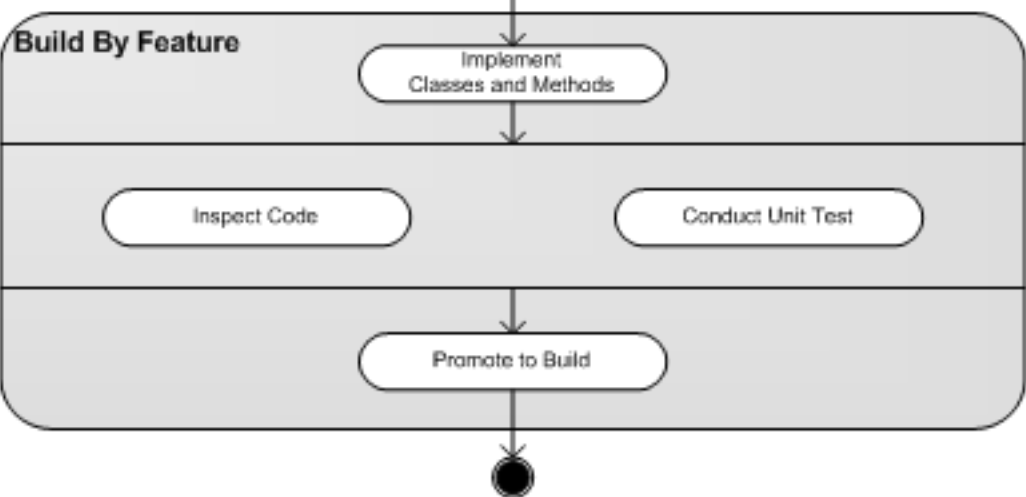 Build By Feature
Implement
Classes and Methods
Inspect Code
Conduct Unit Test
Promote to Build